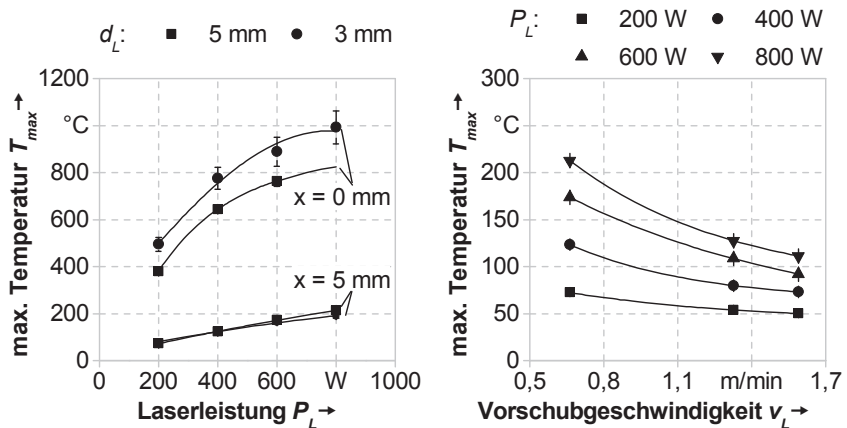 d_L: 5 mm 3 mm
1200
°C
800
600
400
200
0
max. Temperatur T_max →
x = 0 mm
x = 5 mm
0 200 400 600 W 1000
Laserleistung P_L →
P_L: 200 W 400 W
600 W 800 W
300
°C
200
150
100
50
0
max. Temperatur T_max →
0,5 0,8 1,1 m/min 1,7
Vorschubgeschwindigkeit v_L →